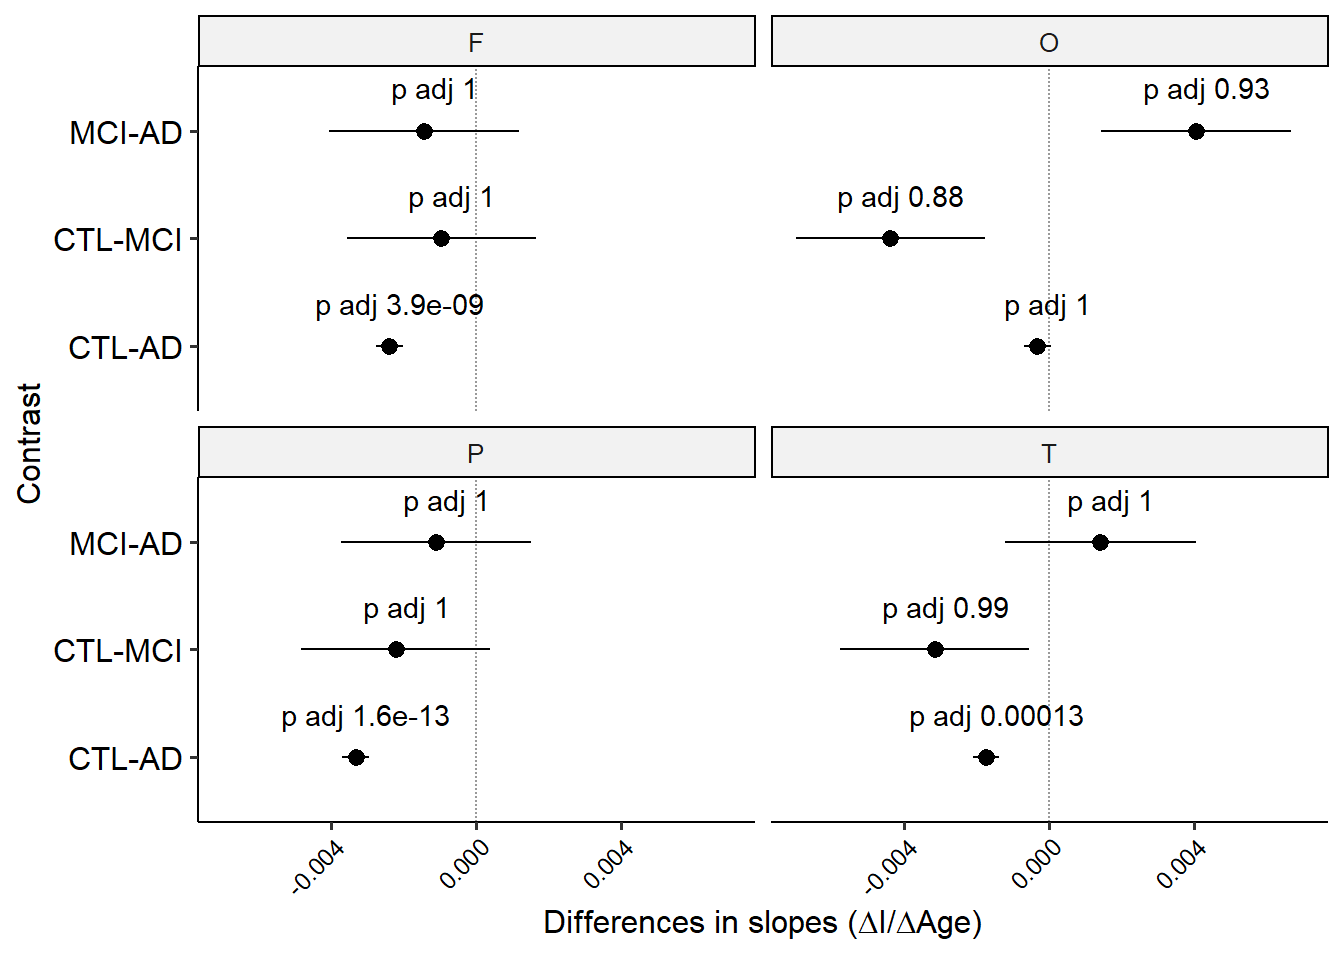 F
O
p adj 1
p adj 0.93
MCI-AD
p adj 1
p adj 0.88
CTL-MCI
p adj 3.9e-09
p adj 1
CTL-AD
Contrast
P
T
p adj 1
p adj 1
MCI-AD
p adj 1
p adj 0.99
CTL-MCI
p adj 1.6e-13
p adj 0.00013
CTL-AD
-0.004
0.000
0.004
-0.004
0.000
0.004
Differences in slopes (ΔI/ΔAge)